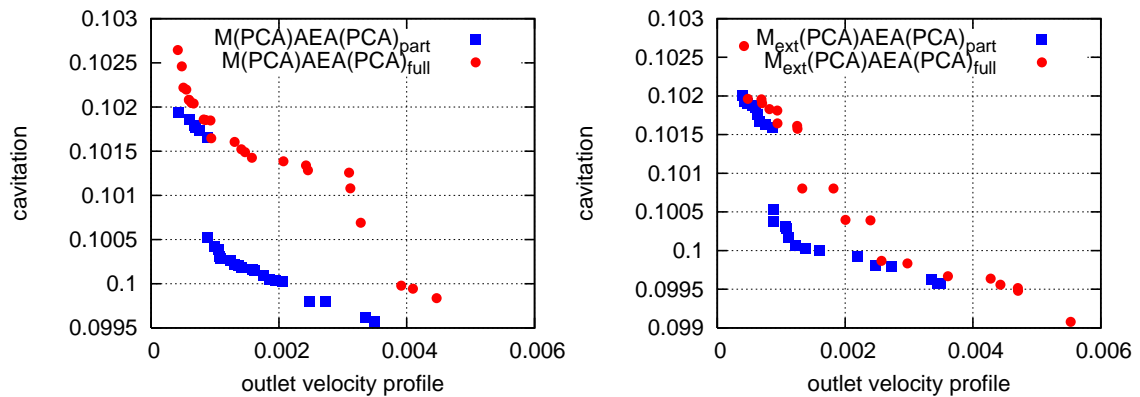 0.103
0.1025
0.102
0.1015
0.101
0.1005
0.1
0.0995
cavitation
M(PCA)AEA(PCA)part
M(PCA)AEA(PCA)full
0 0.002 0.004 0.006
outlet velocity profile
0.103
0.1025
0.102
0.1015
0.101
0.1005
0.1
0.0995
0.099
cavitation
Mext(PCA)AEA(PCA)part
Mext(PCA)AEA(PCA)full
0 0.002 0.004 0.006
outlet velocity profile